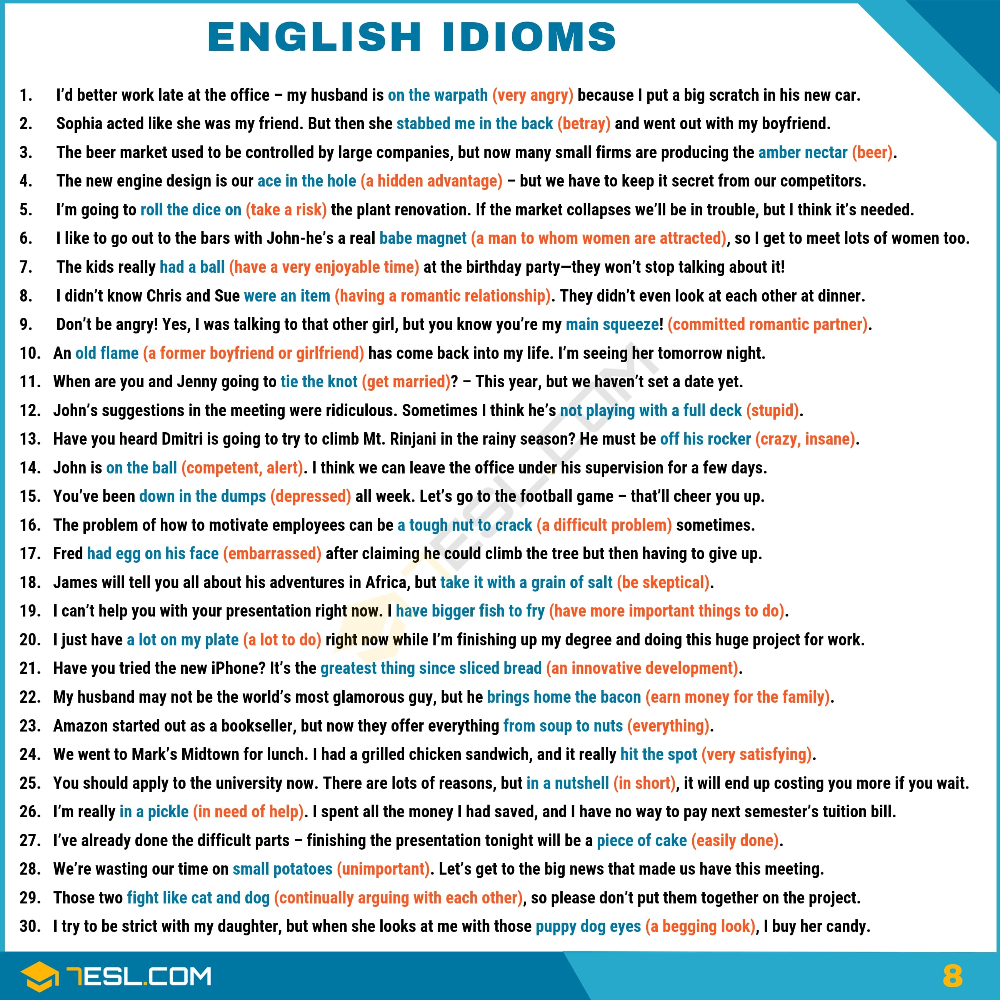 ENGLISH IDIOMS
1. I’d better work late at the office – my husband is on the warpath (very angry) because I put a big scratch in his new car.
2. Sophia acted like she was my friend. But then she stabbed me in the back (betray) and went out with my boyfriend.
3. The beer market used to be controlled by large companies, but now many small firms are producing the amber nectar (beer).
4. The new engine design is our ace in the hole (a hidden advantage) – but we have to keep it secret from our competitors.
5. I’m going to roll the dice on (take a risk) the plant renovation. If the market collapses we’ll be in trouble, but I think it’s needed.
6. I like to go out to the bars with John-he’s a real babe magnet (a man to whom women are attracted), so I get to meet lots of women too.
7. The kids really had a ball (have a very enjoyable time) at the birthday party—they won’t stop talking about it!
8. I didn’t know Chris and Sue were an item (having a romantic relationship). They didn’t even look at each other at dinner.
9. Don’t be angry! Yes, I was talking to that other girl, but you know you’re my main squeeze! (committed romantic partner).
10. An old flame (a former boyfriend or girlfriend) has come back into my life. I’m seeing her tomorrow night.
11. When are you and Jenny going to tie the knot (get married)? – This year, but we haven’t set a date yet.
12. John’s suggestions in the meeting were ridiculous. Sometimes I think he’s not playing with a full deck (stupid).
13. Have you heard Dmitri is going to try to climb Mt. Rinjani in the rainy season? He must be off his rocker (crazy, insane).
14. John is on the ball (competent, alert). I think we can leave the office under his supervision for a few days.
15. You’ve been down in the dumps (depressed) all week. Let’s go to the football game – that’ll cheer you up.
16. The problem of how to motivate employees can be a tough nut to crack (a difficult problem) sometimes.
17. Fred had egg on his face (embarrassed) after claiming he could climb the tree but then having to give up.
18. James will tell you all about his adventures in Africa, but take it with a grain of salt (be skeptical).
19. I can’t help you with your presentation right now. I have bigger fish to fry (have more important things to do).
20. I just have a lot on my plate (a lot to do) right now while I’m finishing up my degree and doing this huge project for work.
21. Have you tried the new iPhone? It’s the greatest thing since sliced bread (an innovative development).
22. My husband may not be the world’s most glamorous guy, but he brings home the bacon (earn money for the family).
23. Amazon started out as a bookseller, but now they offer everything from soup to nuts (everything).
24. We went to Mark’s Midtown for lunch. I had a grilled chicken sandwich, and it really hit the spot (very satisfying).
25. You should apply to the university now. There are lots of reasons, but in a nutshell (in short), it will end up costing you more if you wait.
26. I’m really in a pickle (in need of help). I spent all the money I had saved, and I have no way to pay next semester’s tuition bill.
27. I’ve already done the difficult parts – finishing the presentation tonight will be a piece of cake (easily done).
28. We’re wasting our time on small potatoes (unimportant). Let’s get to the big news that made us have this meeting.
29. Those two fight like cat and dog (continually arguing with each other), so please don’t put them together on the project.
30. I try to be strict with my daughter, but when she looks at me with those puppy dog eyes (a begging look), I buy her candy.
7ESL.COM
7ESL.COM
8